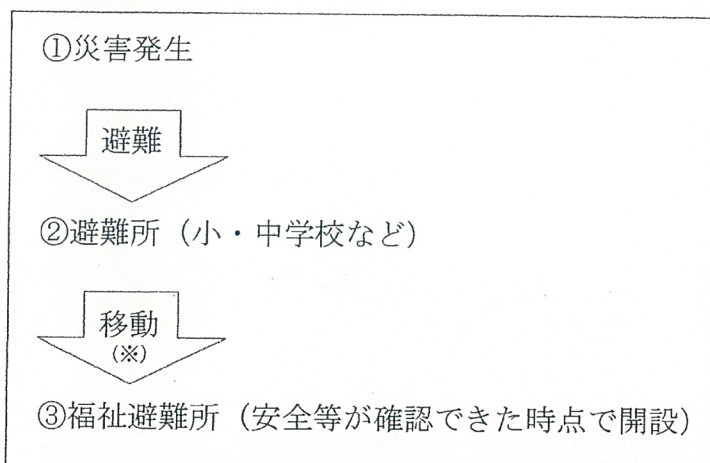 ①災害発生
避難
②避難所（小・中学校など）
移動
(※)
③福祉避難所（安全等が確認できた時点で開設）